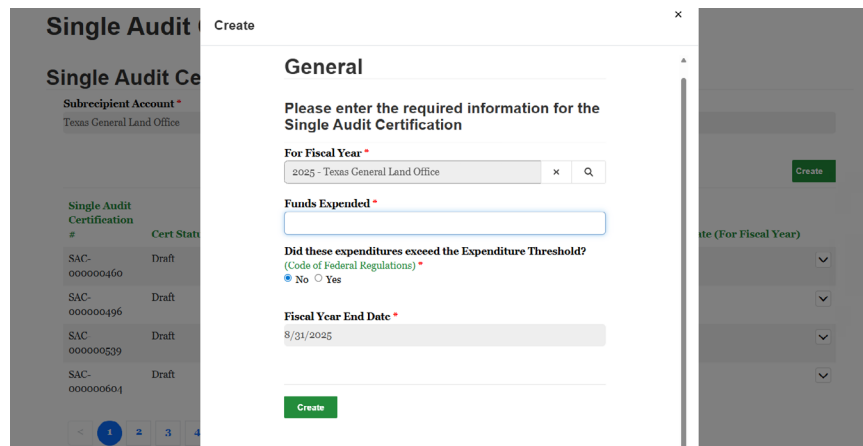 Single Audit
Create
×
Single Audit Ce
General
Subrecipient Account *
Texas General Land Office
Please enter the required information for the
Single Audit Certification
For Fiscal Year *
2025 - Texas General Land Office
×
Create
Funds Expended *
Single Audit
Certification
#
Cert Statu
ate (For Fiscal Year)
Did these expenditures exceed the Expenditure Threshold?
(Code of Federal Regulations) *
No Yes
SAC-
000000460
Draft
SAC-
000000496
Draft
Fiscal Year End Date *
8/31/2025
SAC-
000000539
Draft
SAC-
000000604
Draft
Create
< 1 2 3 4